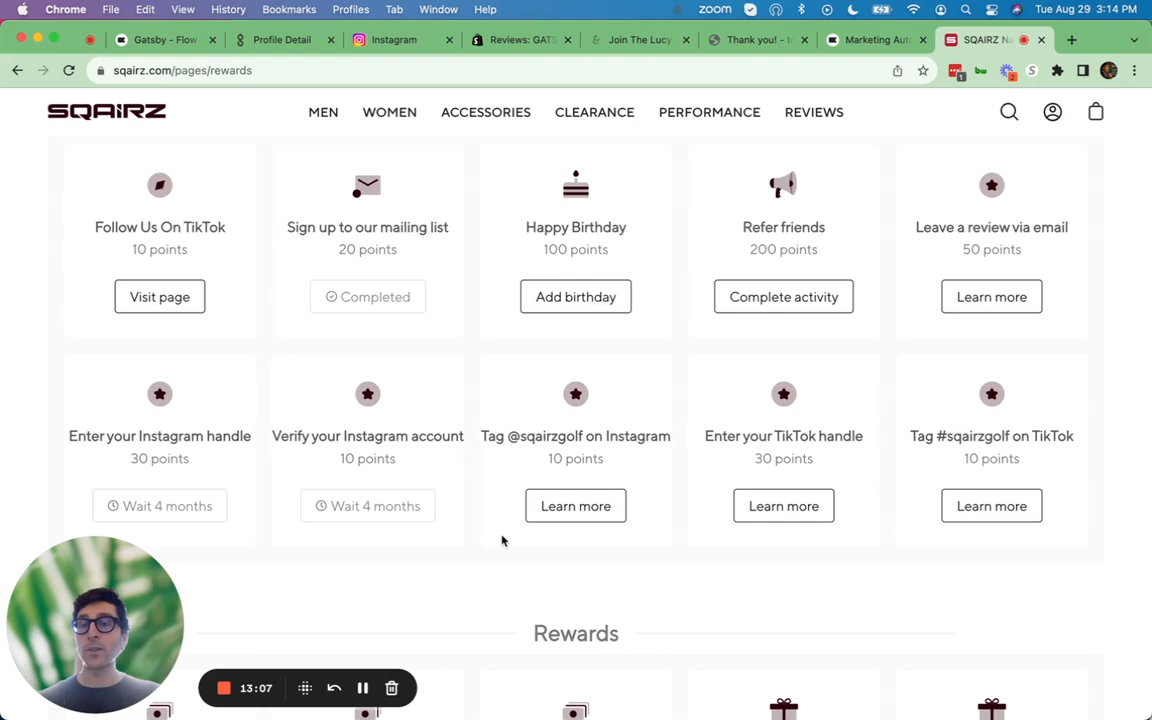 Chrome File Edit View History Bookmarks Profiles Tab Window Help zoom Tue Aug 29 3:14 PM
Gatsby - Flow Profile Detail Instagram Reviews: GATS Join The Lucy Thank you! - t Marketing Auto SQAIRZ Na
sqairz.com/pages/rewards 1 2
SQAIRZ MEN WOMEN ACCESSORIES CLEARANCE PERFORMANCE REVIEWS
Follow Us On TikTok Sign up to our mailing list Happy Birthday Refer friends Leave a review via email
10 points 20 points 100 points 200 points 50 points
Visit page Completed Add birthday Complete activity Learn more
Enter your Instagram handle Verify your Instagram account Tag @sqairzgolf on Instagram Enter your TikTok handle Tag #sqairzgolf on TikTok
30 points 10 points 10 points 30 points 10 points
Wait 4 months Wait 4 months Learn more Learn more Learn more
Rewards
13:07